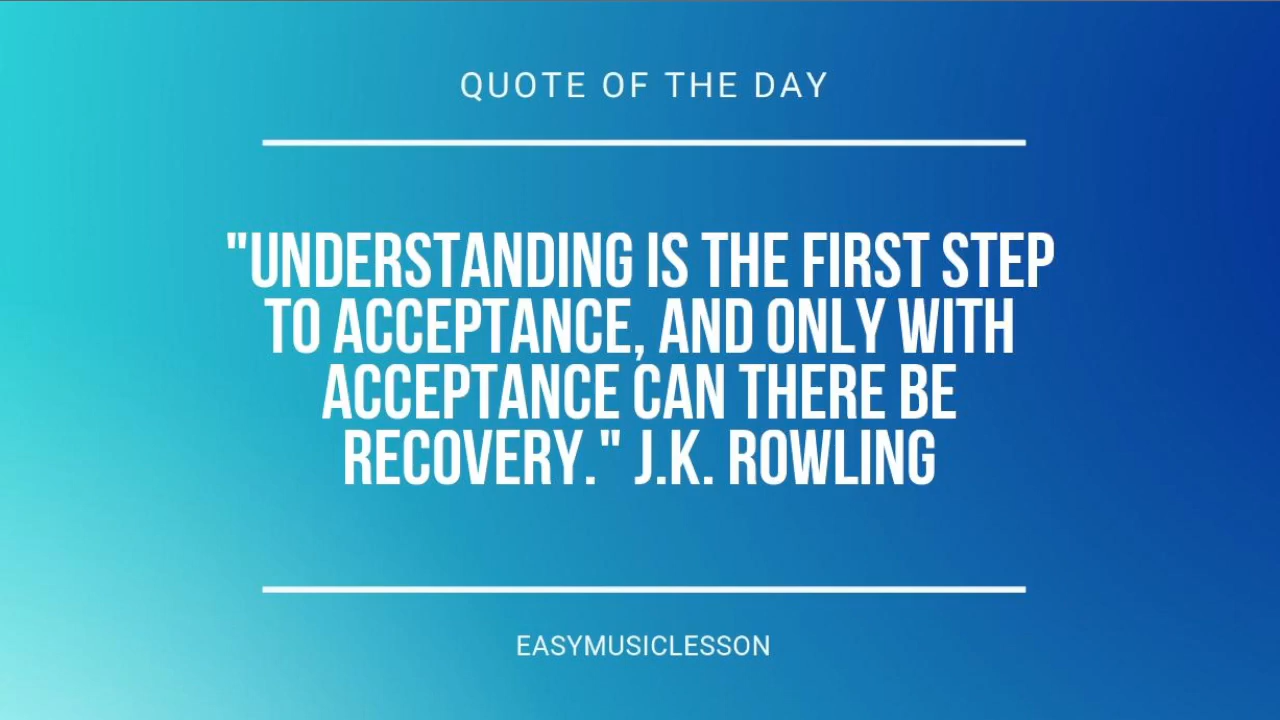 QUOTE OF THE DAY
"UNDERSTANDING IS THE FIRST STEP
TO ACCEPTANCE, AND ONLY WITH
ACCEPTANCE CAN THERE BE
RECOVERY." J.K. ROWLING
EASYMUSICLESSON